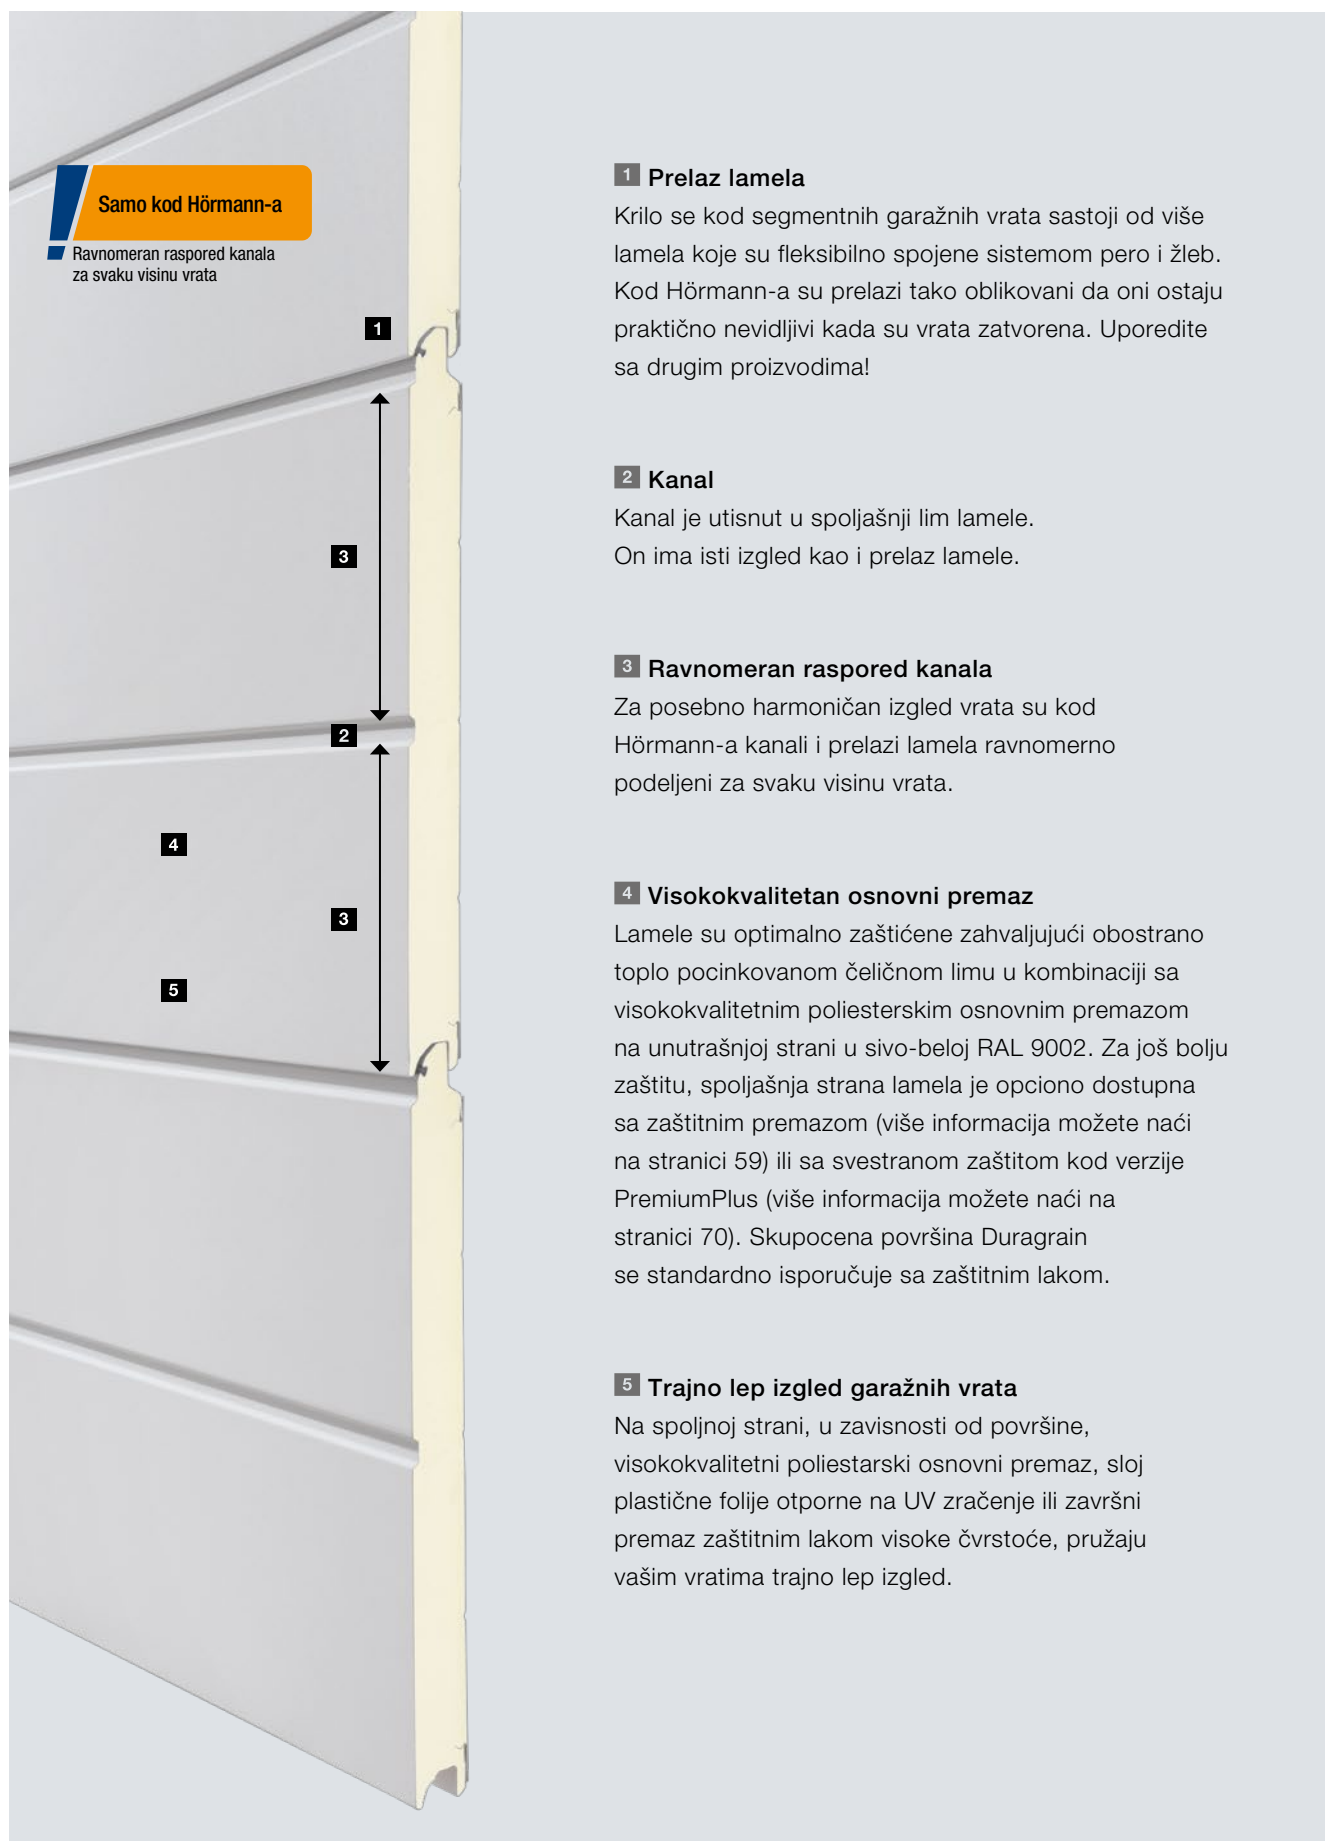 Samo kod Hörmann-a
Ravnomeran raspored kanala
za svaku visinu vrata
1
3
2
4
3
5
1 Prelaz lamela
Krilo se kod segmentnih garažnih vrata sastoji od više
lamela koje su fleksibilno spojene sistemom pero i žleb.
Kod Hörmann-a su prelazi tako oblikovani da oni ostaju
praktično nevidljivi kada su vrata zatvorena. Uporedite
sa drugim proizvodima!
2 Kanal
Kanal je utisnut u spoljašnji lim lamele.
On ima isti izgled kao i prelaz lamele.
3 Ravnomeran raspored kanala
Za posebno harmoničan izgled vrata su kod
Hörmann-a kanali i prelazi lamela ravnomerno
podeljeni za svaku visinu vrata.
4 Visokokvalitetan osnovni premaz
Lamele su optimalno zaštićene zahvaljujući obostrano
toplo pocinkovanom čeličnom limu u kombinaciji sa
visokokvalitetnim poliesterskim osnovnim premazom
na unutrašnjoj strani u sivo-beloj RAL 9002. Za još bolju
zaštitu, spoljašnja strana lamela je opciono dostupna
sa zaštitnim premazom (više informacija možete naći
na stranici 59) ili sa svestranom zaštitom kod verzije
PremiumPlus (više informacija možete naći na
stranici 70). Skupocena površina Duragrain
se standardno isporučuje sa zaštitnim lakom.
5 Trajno lep izgled garažnih vrata
Na spoljnoj strani, u zavisnosti od površine,
visokokvalitetni poliestarski osnovni premaz, sloj
plastične folije otporne na UV zračenje ili završni
premaz zaštitnim lakom visoke čvrstoće, pružaju
vašim vratima trajno lep izgled.